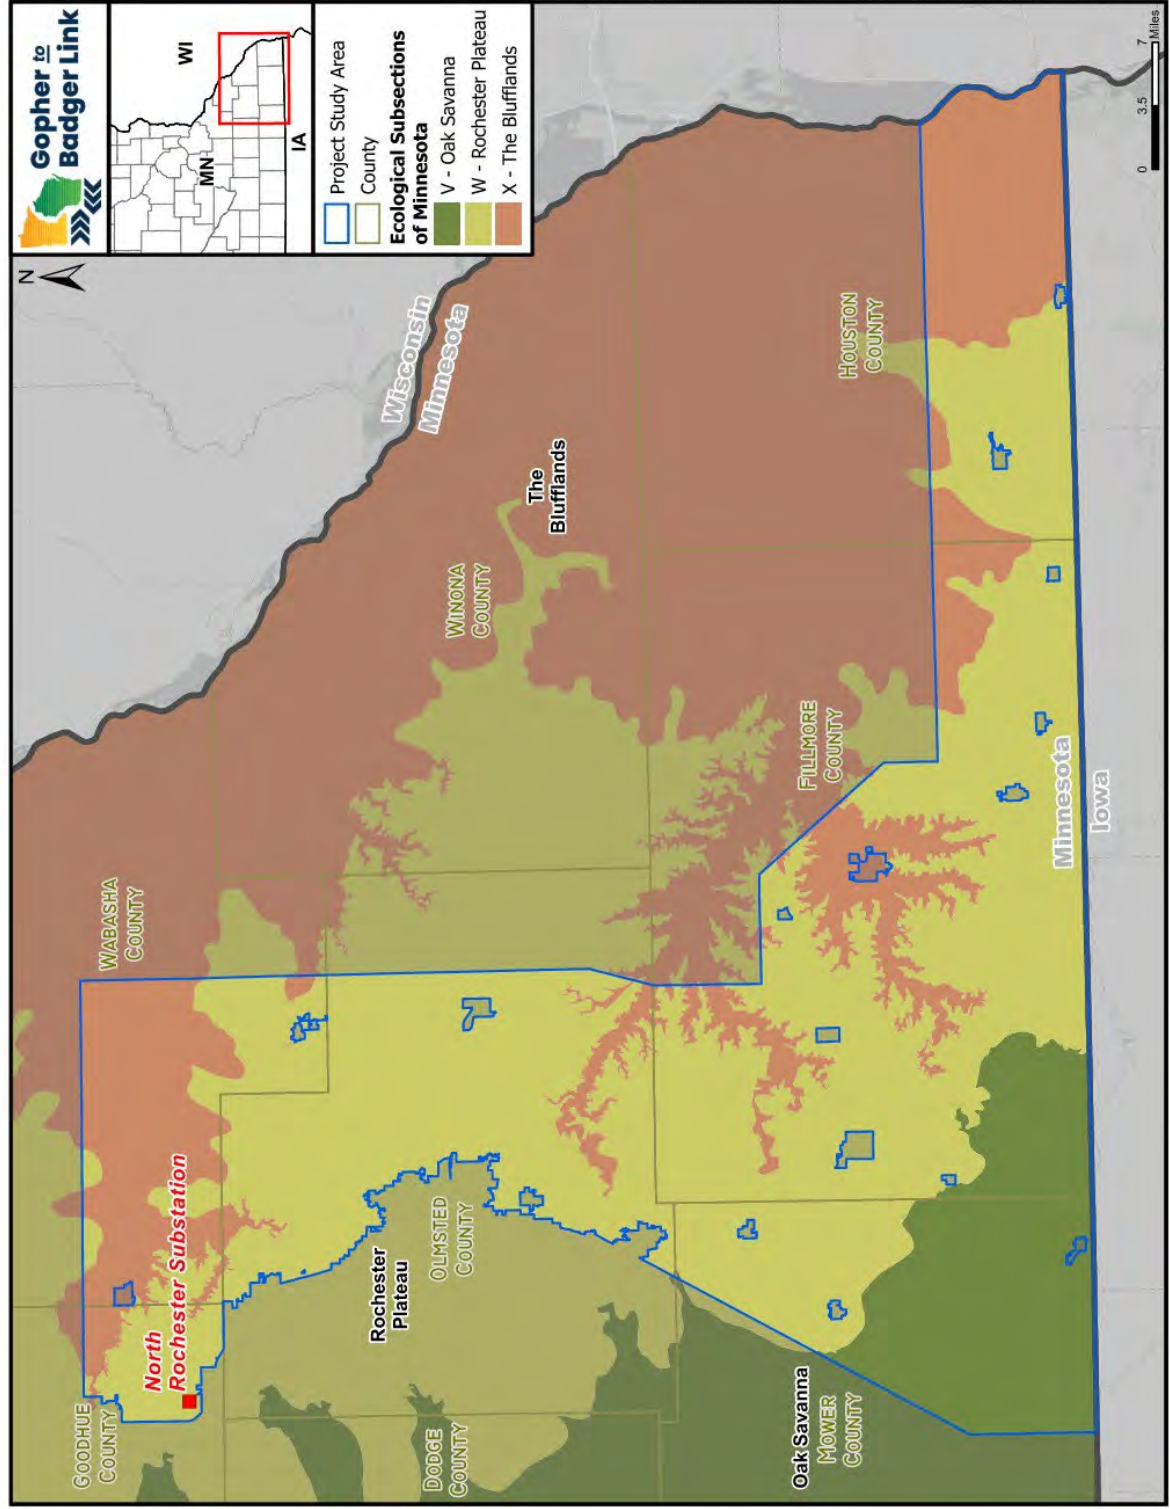 Gopher to
Badger Link
WI
MN
IA
Project Study Area
County
Ecological Subsections
of Minnesota
V - Oak Savanna
W - Rochester Plateau
X - The Blufflands
N
Wisconsin
Minnesota
WABASHA
COUNTY
WINONA
COUNTY
The
Blufflands
HOUSTON
COUNTY
GOODHUE
COUNTY
North
Rochester Substation
Rochester
Plateau
OLMSTED
COUNTY
FILLMORE
COUNTY
DODGE
COUNTY
Oak Savanna
MOWER
COUNTY
Minnesota
Iowa
0 3.5 7
Miles